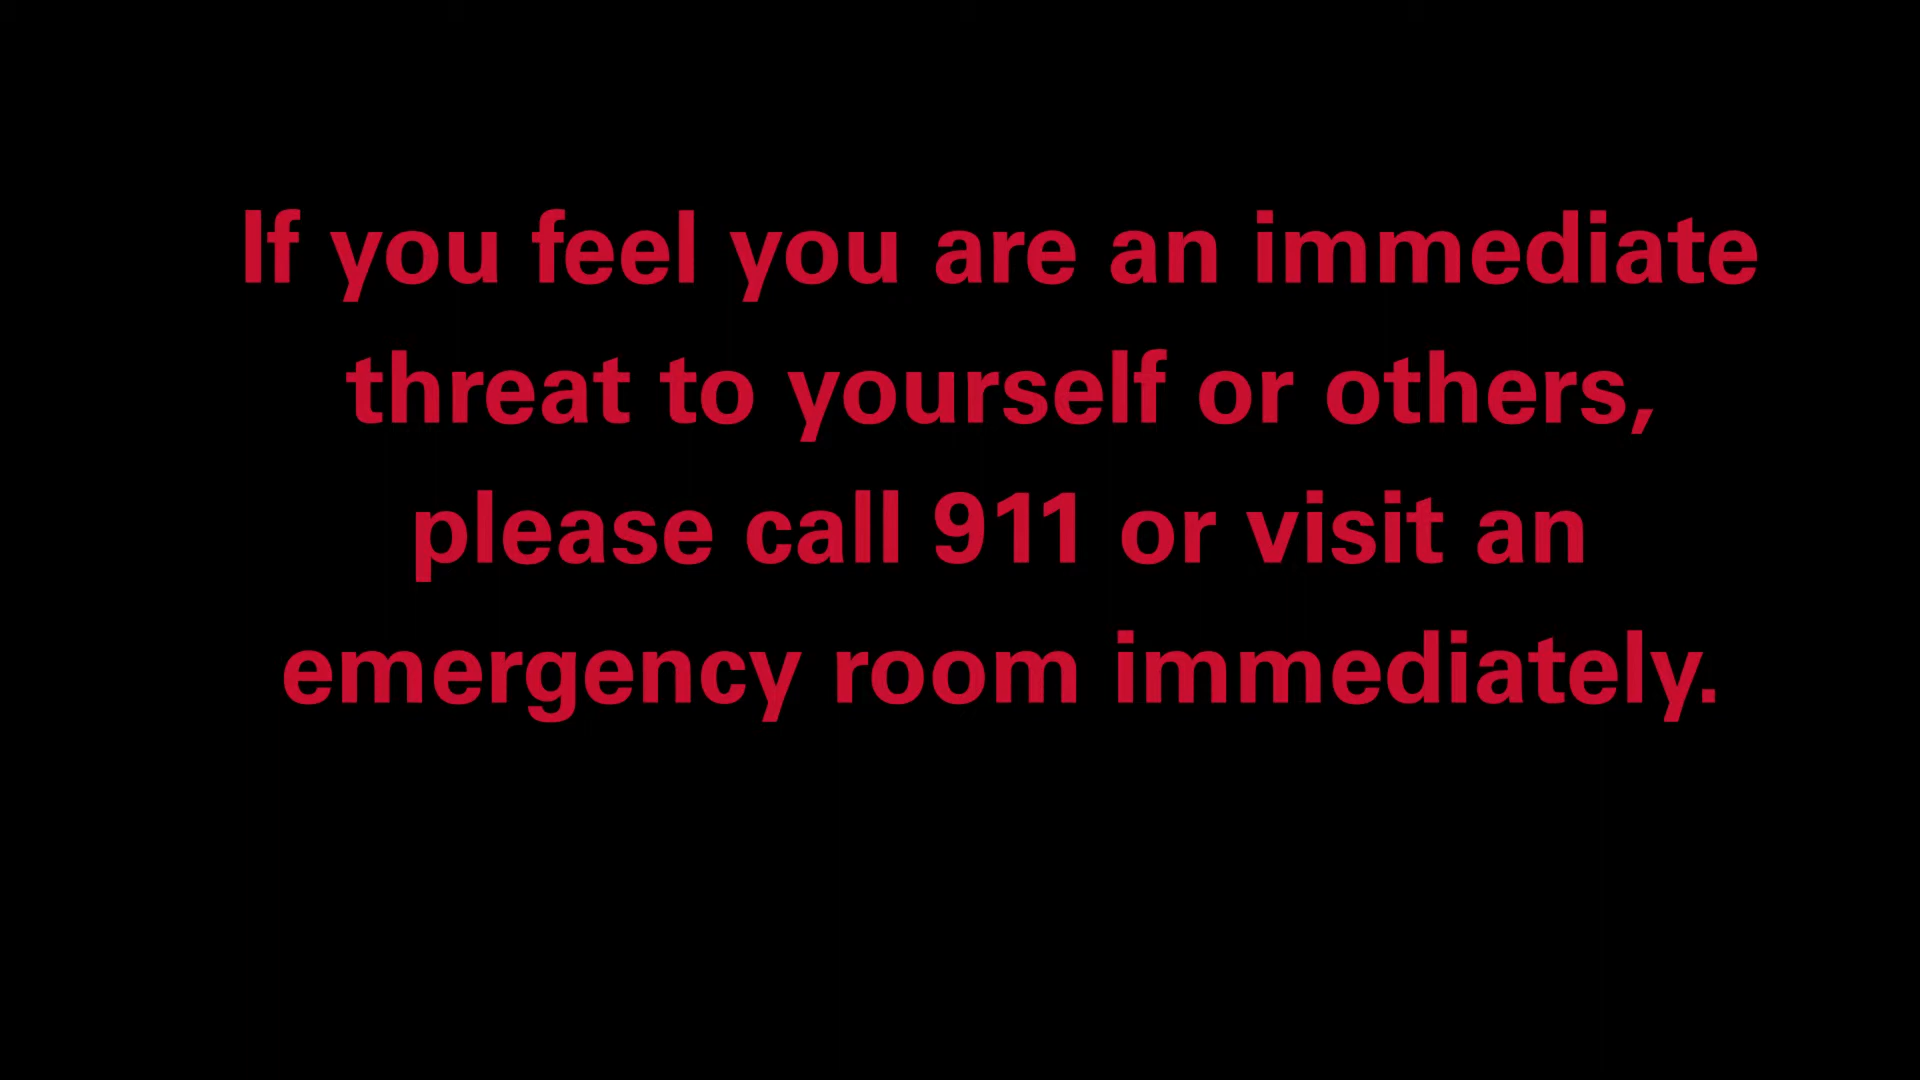 If you feel you are an immediate
threat to yourself or others,
please call 911 or visit an
emergency room immediately.